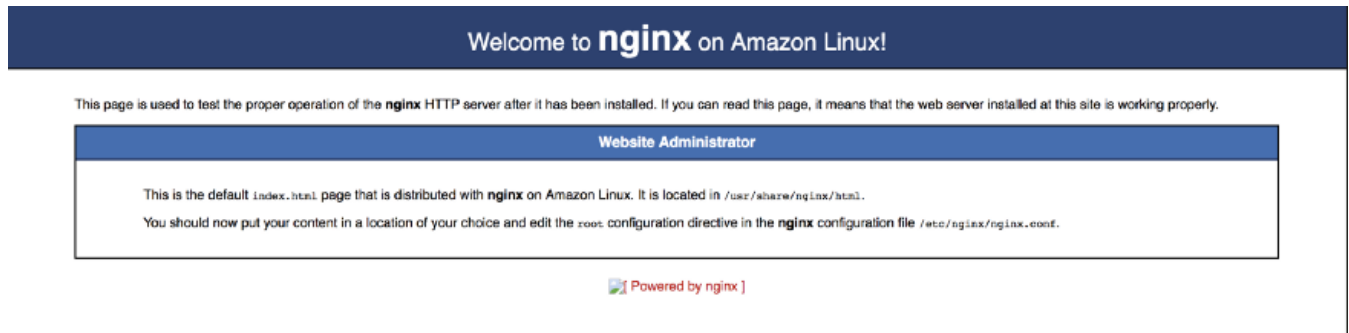 Welcome to nginx on Amazon Linux!
This page is used to test the proper operation of the nginx HTTP server after it has been installed. If you can read this page, it means that the web server installed at this site is working properly.
Website Administrator
This is the default index.html page that is distributed with nginx on Amazon Linux. It is located in /usr/share/nginx/html.
You should now put your content in a location of your choice and edit the root configuration directive in the nginx configuration file /etc/nginx/nginx.conf.
[ Powered by nginx ]